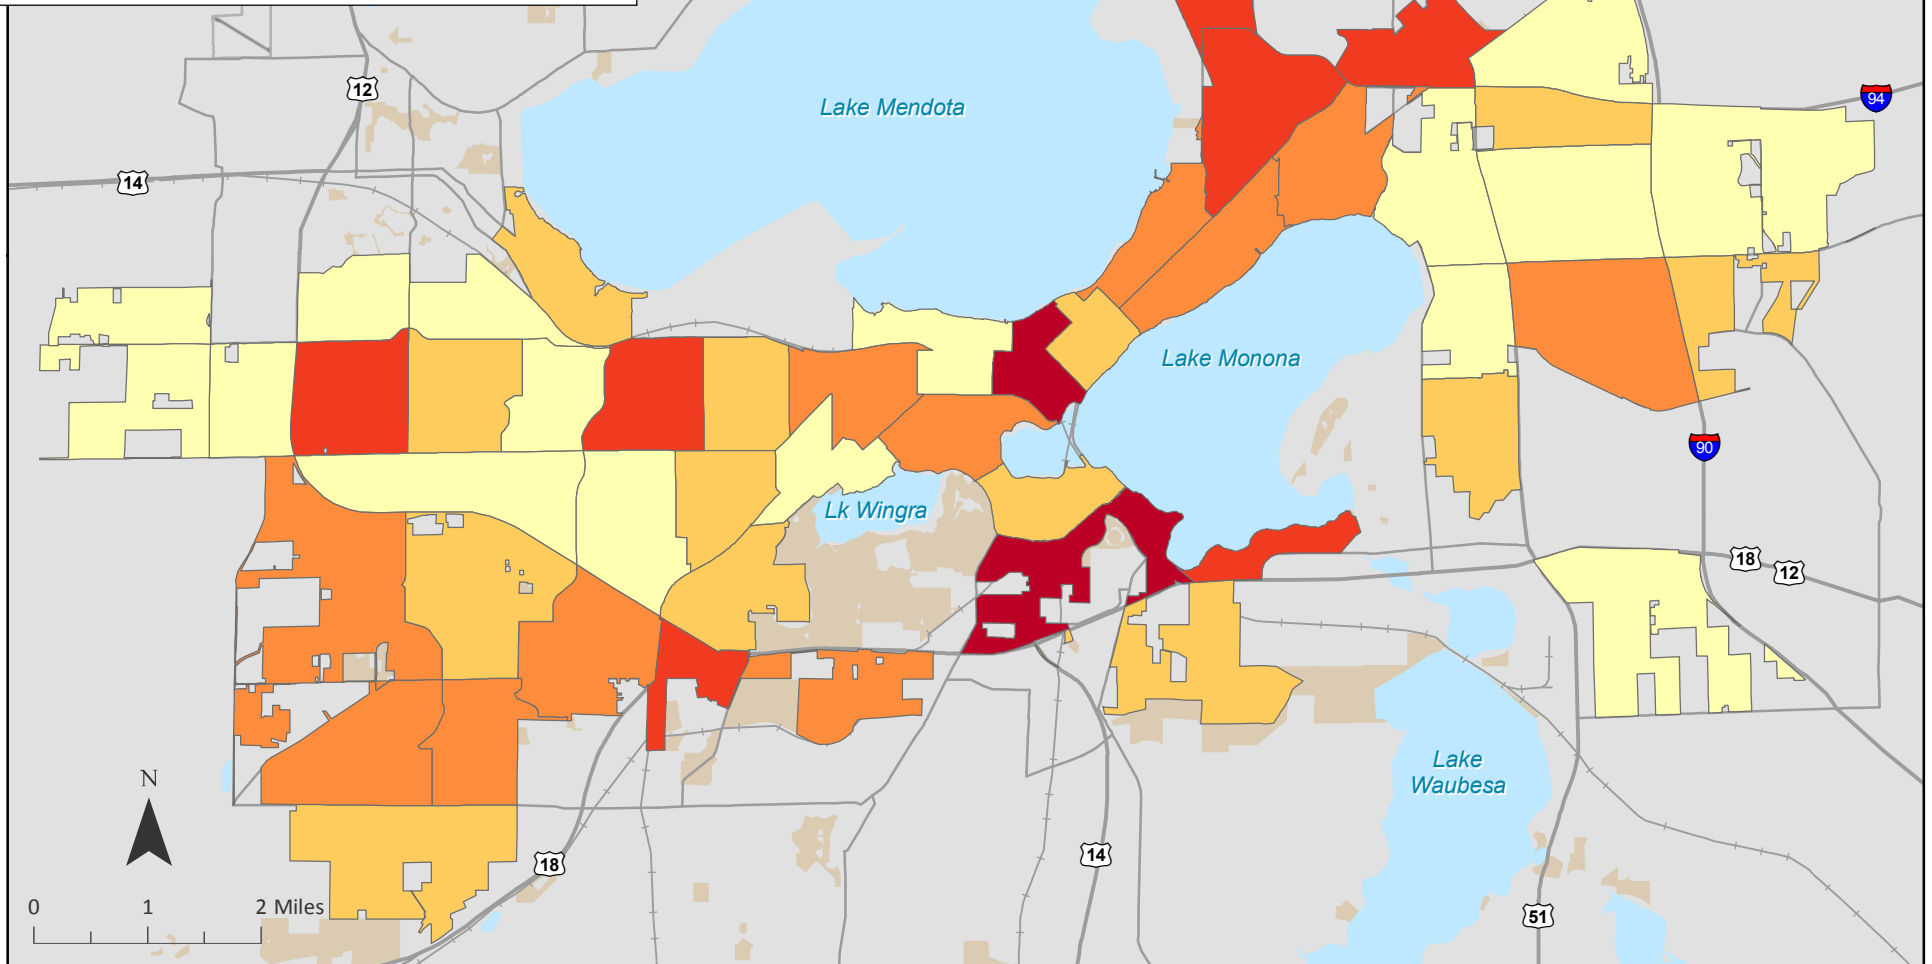 Lake Mendota
12
94
14
Lake Monona
90
Lk Wingra
18
12
Lake
Waubesa
N
18
14
0 1 2 Miles
51